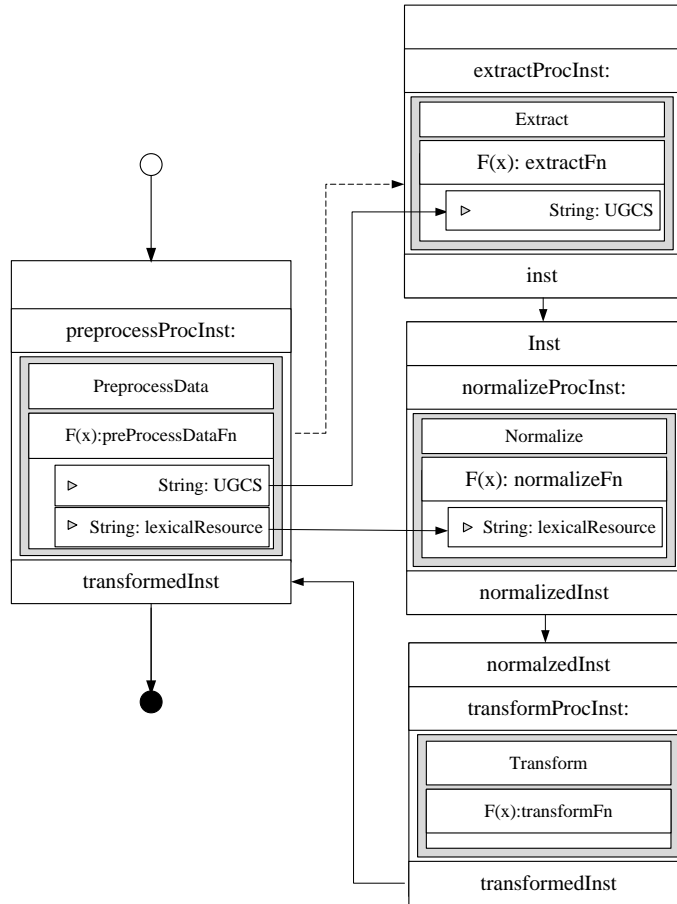 preprocessProcInst:
PreprocessData
F(x):preProcessDataFn
String: UGCS
String: lexicalResource
transformedInst
extractProcInst:
Extract
F(x): extractFn
String: UGCS
inst
Inst
normalizeProcInst:
Normalize
F(x): normalizeFn
String: lexicalResource
normalizedInst
normalzedInst
transformProcInst:
Transform
F(x):transformFn
transformedInst